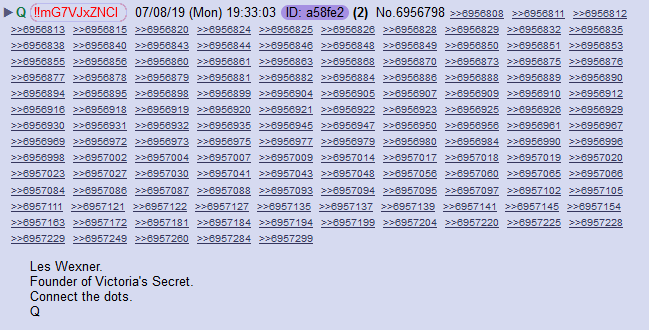 Q !!mG7VJxZNCI 07/08/19 (Mon) 19:33:03 ID: a58fe2 (2) No.6956798 >>6956808 >>6956811 >>6956812
>>6956813 >>6956815 >>6956820 >>6956824 >>6956825 >>6956826 >>6956828 >>6956829 >>6956832 >>6956835
>>6956838 >>6956840 >>6956843 >>6956844 >>6956846 >>6956848 >>6956849 >>6956850 >>6956851 >>6956853
>>6956855 >>6956856 >>6956860 >>6956861 >>6956863 >>6956868 >>6956870 >>6956873 >>6956875 >>6956876
>>6956877 >>6956878 >>6956879 >>6956882 >>6956884 >>6956886 >>6956888 >>6956887 >>6956889 >>6956890
>>6956894 >>6956895 >>6956898 >>6956899 >>6956904 >>6956905 >>6956907 >>6956909 >>6956910 >>6956912
>>6956916 >>6956918 >>6956919 >>6956920 >>6956921 >>6956922 >>6956923 >>6956925 >>6956926 >>6956929
>>6956930 >>6956931 >>6956932 >>6956935 >>6956945 >>6956947 >>6956950 >>6956956 >>6956961 >>6956967
>>6956969 >>6956972 >>6956973 >>6956975 >>6956977 >>6956979 >>6956980 >>6956984 >>6956990 >>6956996
>>6956998 >>6957002 >>6957004 >>6957007 >>6957009 >>6957014 >>6957017 >>6957018 >>6957019 >>6957020
>>6957023 >>6957027 >>6957030 >>6957041 >>6957043 >>6957048 >>6957056 >>6957060 >>6957065 >>6957066
>>6957084 >>6957086 >>6957087 >>6957088 >>6957093 >>6957094 >>6957095 >>6957097 >>6957102 >>6957105
>>6957111 >>6957121 >>6957122 >>6957127 >>6957135 >>6957137 >>6957139 >>6957141 >>6957145 >>6957154
>>6957163 >>6957172 >>6957181 >>6957184 >>6957194 >>6957199 >>6957204 >>6957220 >>6957225 >>6957228
>>6957229 >>6957249 >>6957260 >>6957284 >>6957299
Les Wexner.
Founder of Victoria's Secret.
Connect the dots.
Q